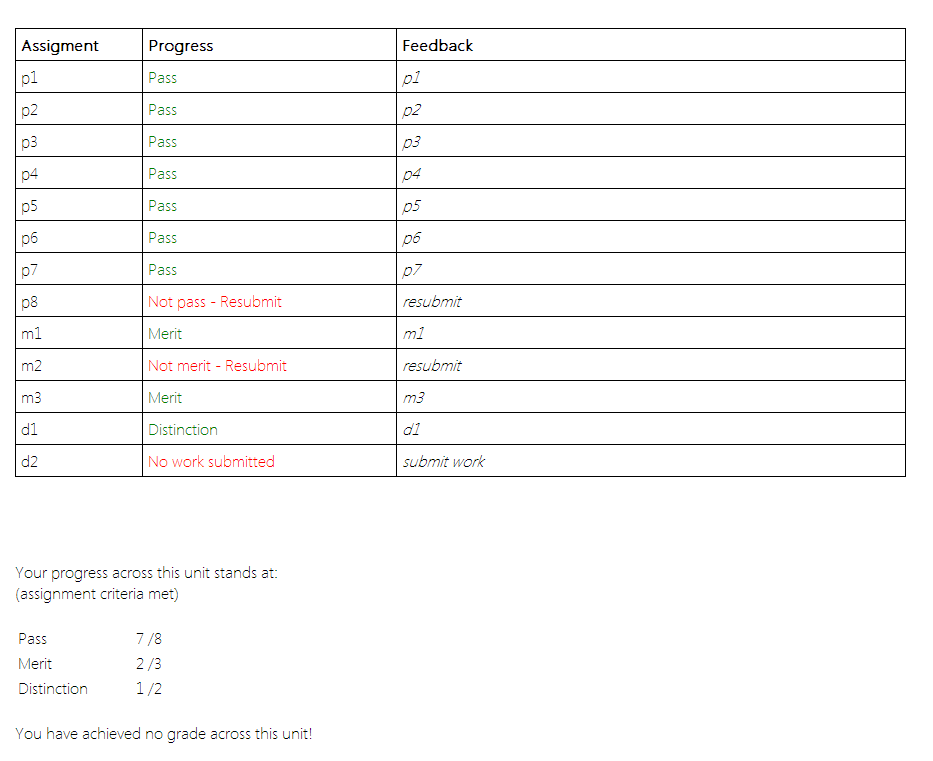 Assigment Progress Feedback
p1 Pass p1
p2 Pass p2
p3 Pass p3
p4 Pass p4
p5 Pass p5
p6 Pass p6
p7 Pass p7
p8 Not pass - Resubmit resubmit
m1 Merit m1
m2 Not merit - Resubmit resubmit
m3 Merit m3
d1 Distinction d1
d2 No work submitted submit work
Your progress across this unit stands at:
(assignment criteria met)
Pass 7 /8
Merit 2 /3
Distinction 1 /2
You have achieved no grade across this unit!